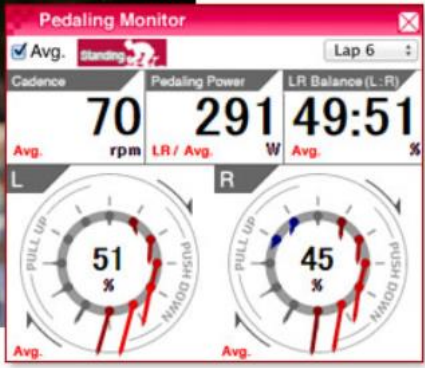 Pedaling Monitor
Avg. Standing Lap 6
Cadence Pedaling Power LR Balance (L:R)
70 291 49:51
Avg. rpm LR / Avg. W Avg. %
L R
PULL UP PUSH DOWN PULL UP PUSH DOWN
51 45
% %
Avg. Avg.